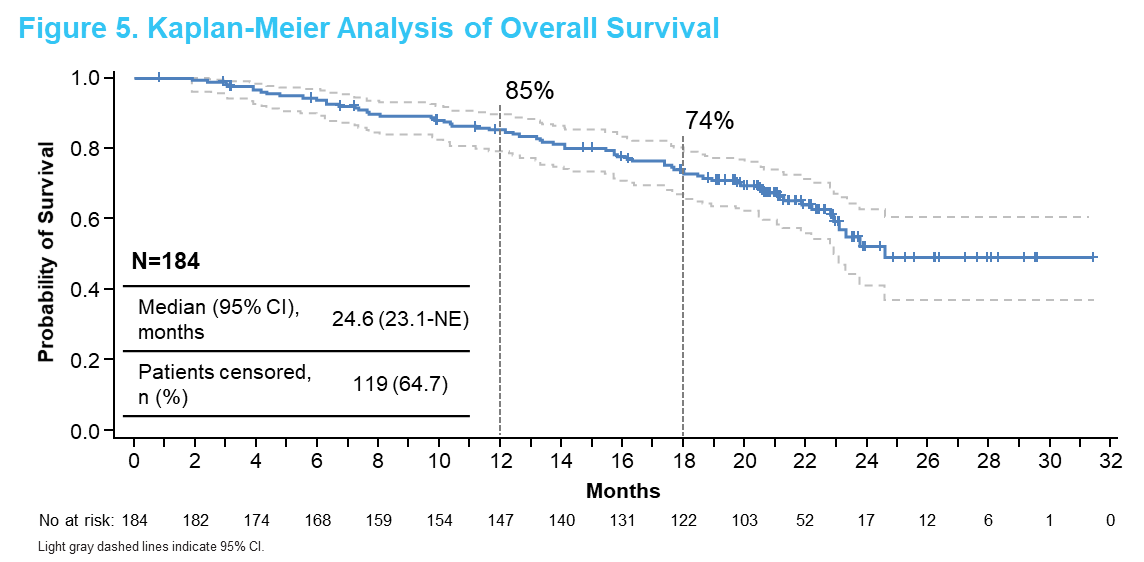 Figure 5. Kaplan-Meier Analysis of Overall Survival
1.0
0.8
0.6
0.4
0.2
0.0
Probability of Survival
85%
74%
N=184
Median (95% CI), months 24.6 (23.1-NE)
Patients censored, n (%) 119 (64.7)
0 2 4 6 8 10 12 14 16 18 20 22 24 26 28 30 32
Months
No at risk: 184 182 174 168 159 154 147 140 131 122 103 52 17 12 6 1 0
Light gray dashed lines indicate 95% CI.